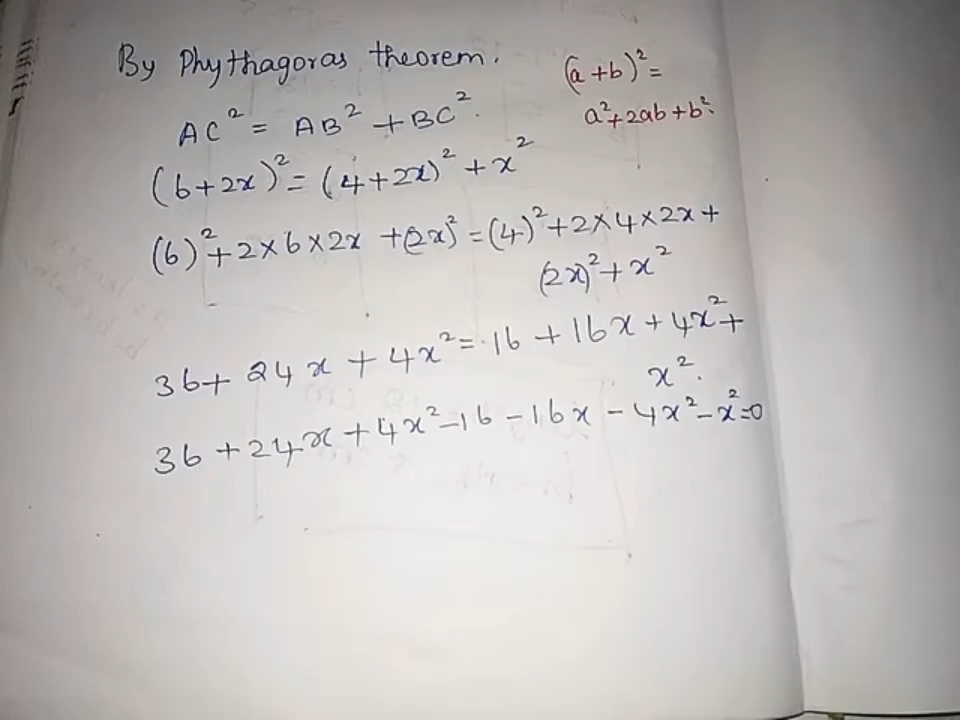 By Phythagoras theorem.
(a+b)² =
a²+2ab+b².
AC² = AB² + BC².
(6+2x)² = (4+2x)² + x²
(6)²+2×6×2x +(2x)² = (4)²+2×4×2x+
(2x)²+x²
36+24x+4x² = 16+16x+4x²+
x².
36+24x+4x²-16-16x-4x²-x²=0